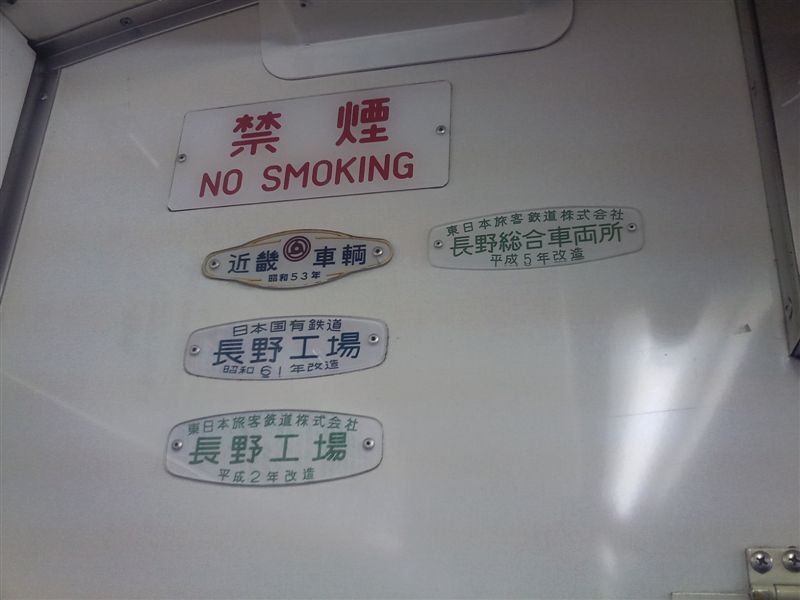 禁煙
NO SMOKING
近畿車輌
昭和53年
日本国有鉄道
長野工場
昭和61年改造
東日本旅客鉄道株式会社
長野工場
平成2年改造
東日本旅客鉄道株式会社
長野総合車両所
平成5年改造